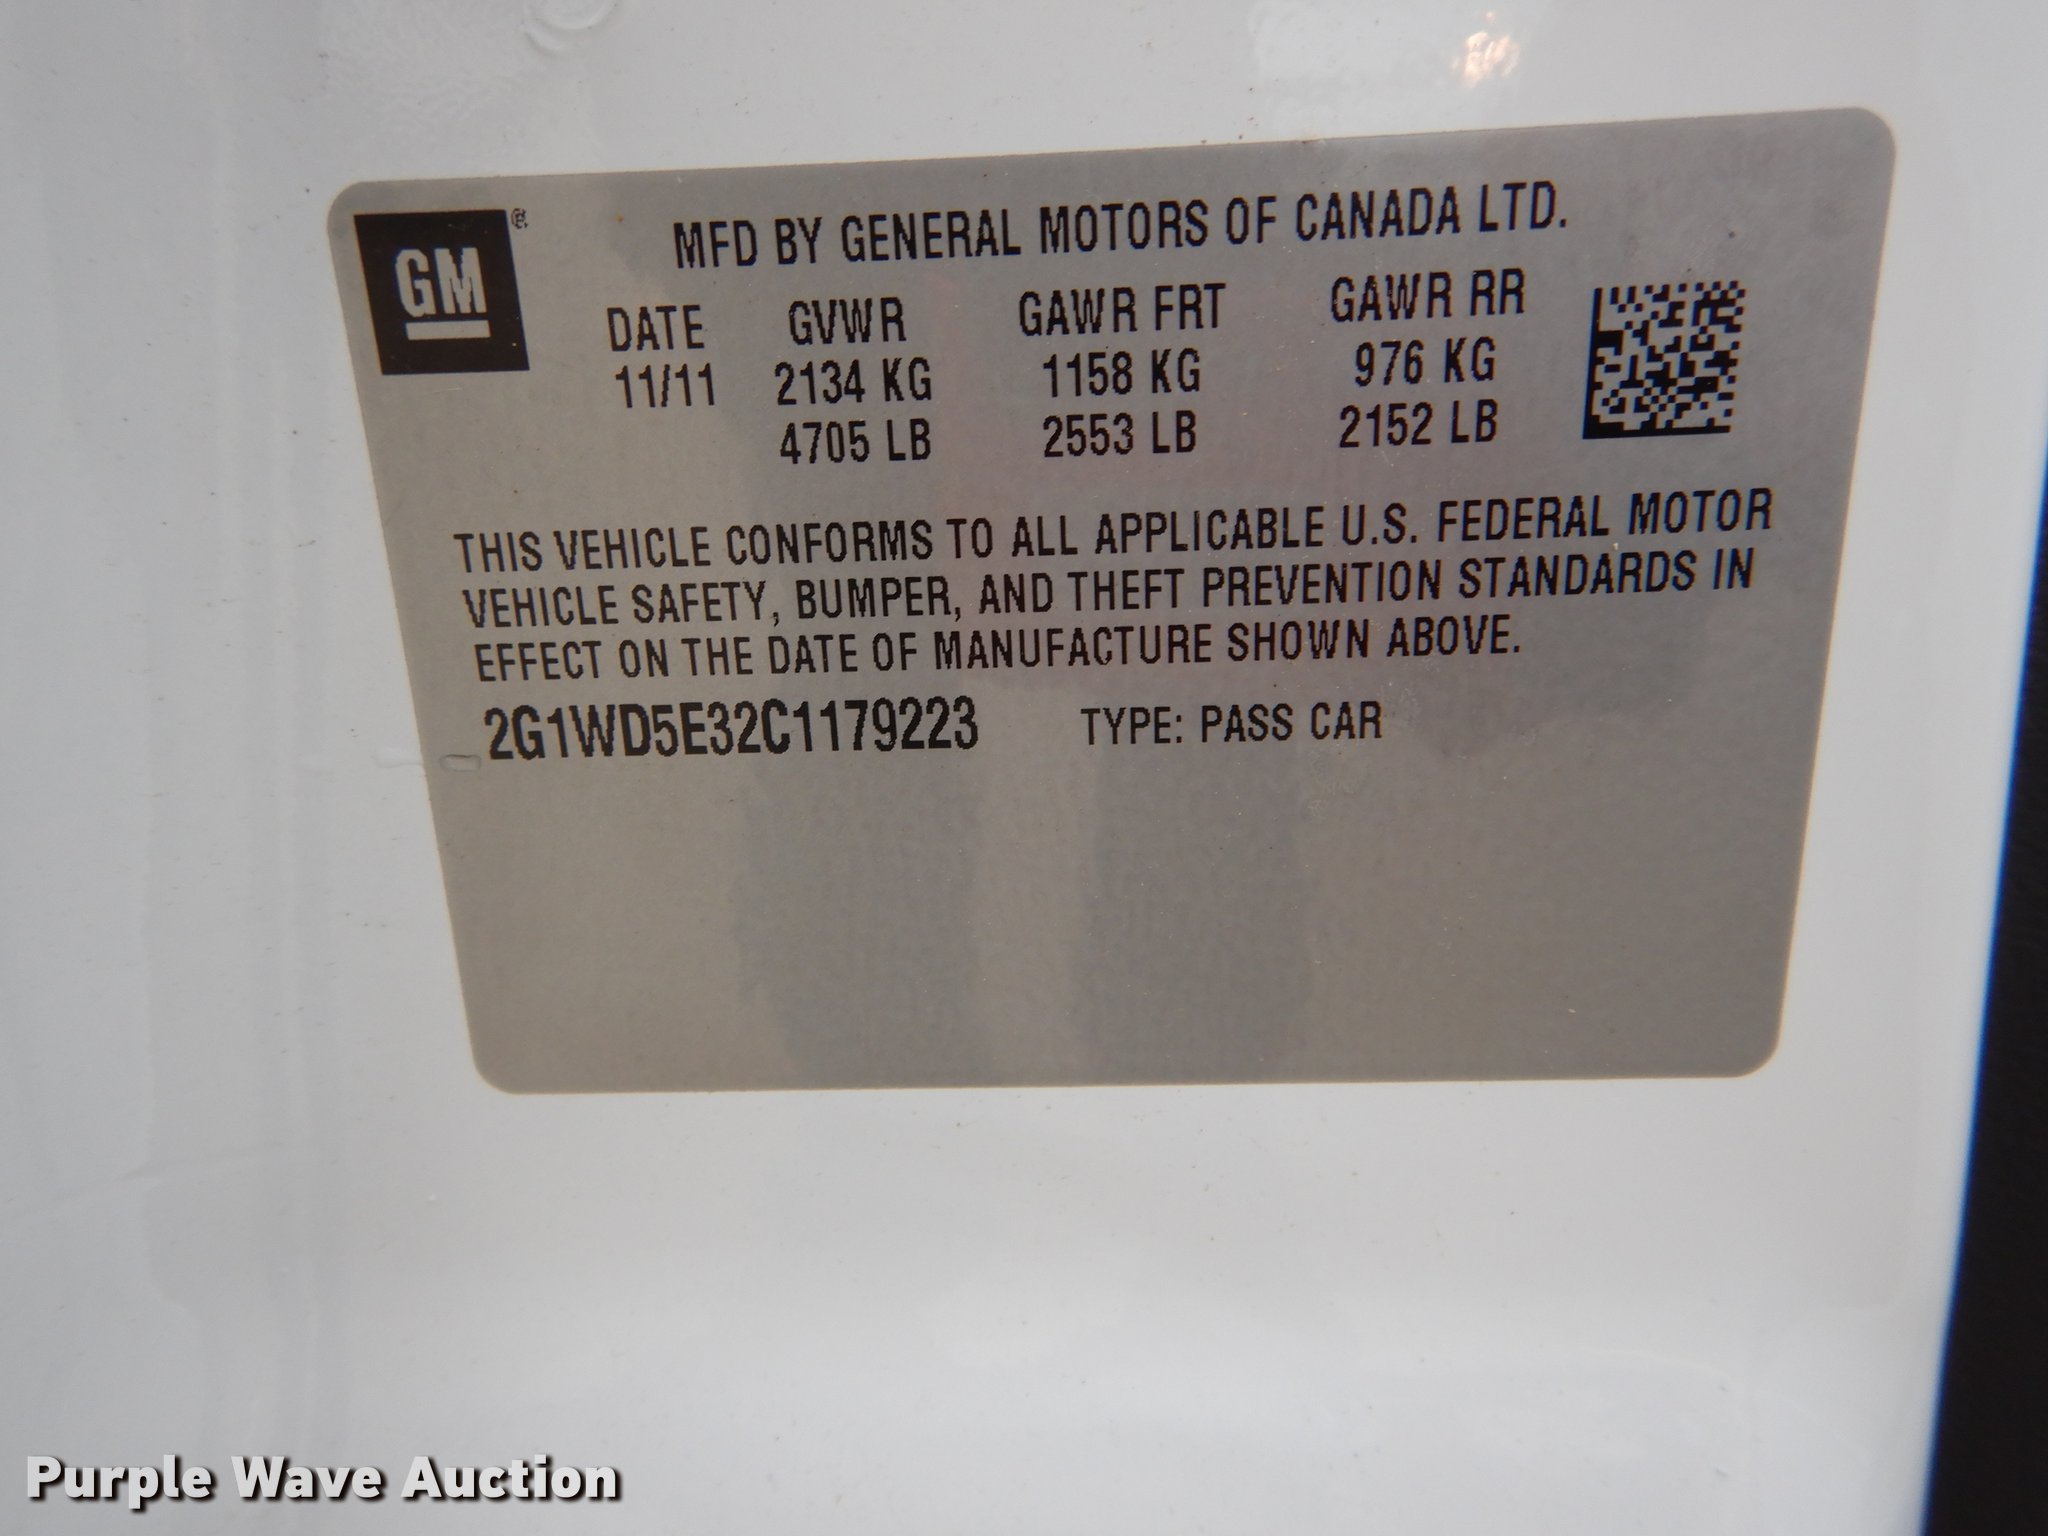 GM®
MFD BY GENERAL MOTORS OF CANADA LTD.
DATE GVWR GAWR FRT GAWR RR
11/11 2134 KG 1158 KG 976 KG
4705 LB 2553 LB 2152 LB
THIS VEHICLE CONFORMS TO ALL APPLICABLE U.S. FEDERAL MOTOR
VEHICLE SAFETY, BUMPER, AND THEFT PREVENTION STANDARDS IN
EFFECT ON THE DATE OF MANUFACTURE SHOWN ABOVE.
2G1WD5E32C1179223 TYPE: PASS CAR
Purple Wave Auction